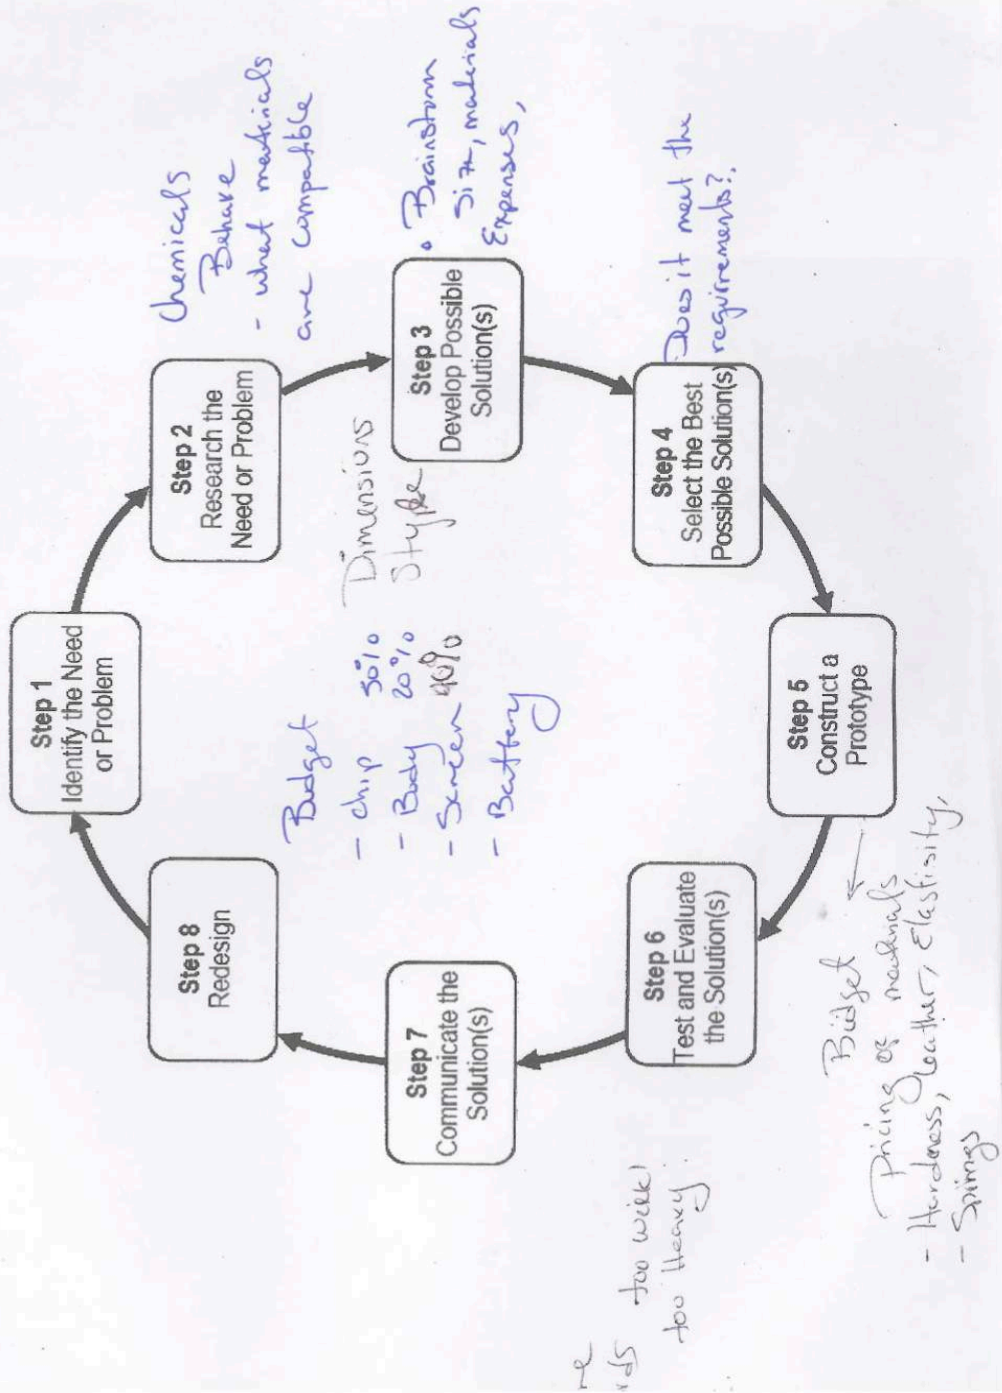 Step 1
Identify the Need
or Problem
Step 2
Research the
Need or Problem
Chemicals
Behave
- what materials
are compatible
Step 3
Develop Possible
Solution(s)
• Brainstorm
Size, materials
Expenses,
Dimensions
Style
Step 4
Select the Best
Possible Solution(s)
Does it meet the
requirements?.
Step 5
Construct a
Prototype
Budget
Pricing of materials
- Hardness, Leather, Elastisity,
- Springs
Step 6
Test and Evaluate
the Solution(s)
Step 7
Communicate the
Solution(s)
too
too Heavy.
Step 8
Redesign
Budget
- chip 30%
- Body 20%
- Screen 40%
- Battery